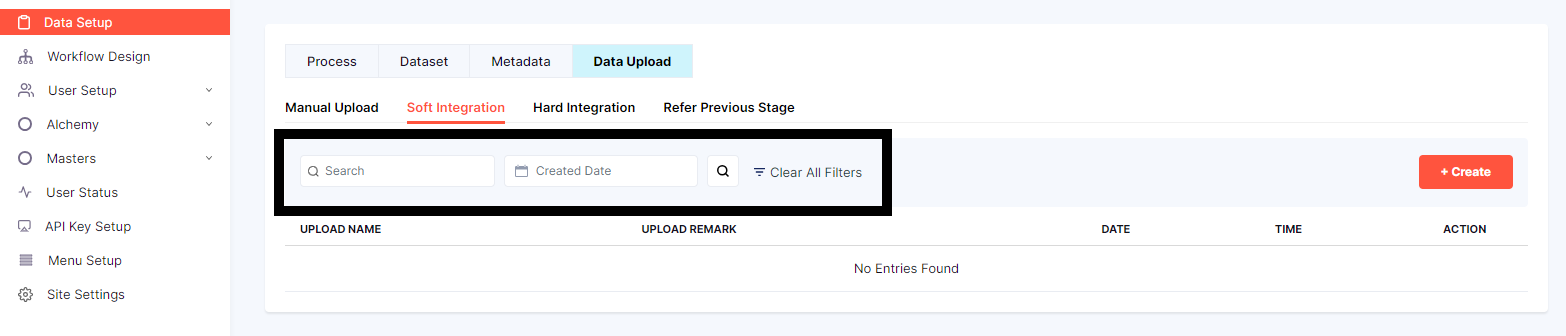 Data Setup
Workflow Design
User Setup
Alchemy
Masters
User Status
API Key Setup
Menu Setup
Site Settings
Process Dataset Metadata Data Upload
Manual Upload Soft Integration Hard Integration Refer Previous Stage
Search Created Date Clear All Filters + Create
UPLOAD NAME UPLOAD REMARK DATE TIME ACTION
No Entries Found